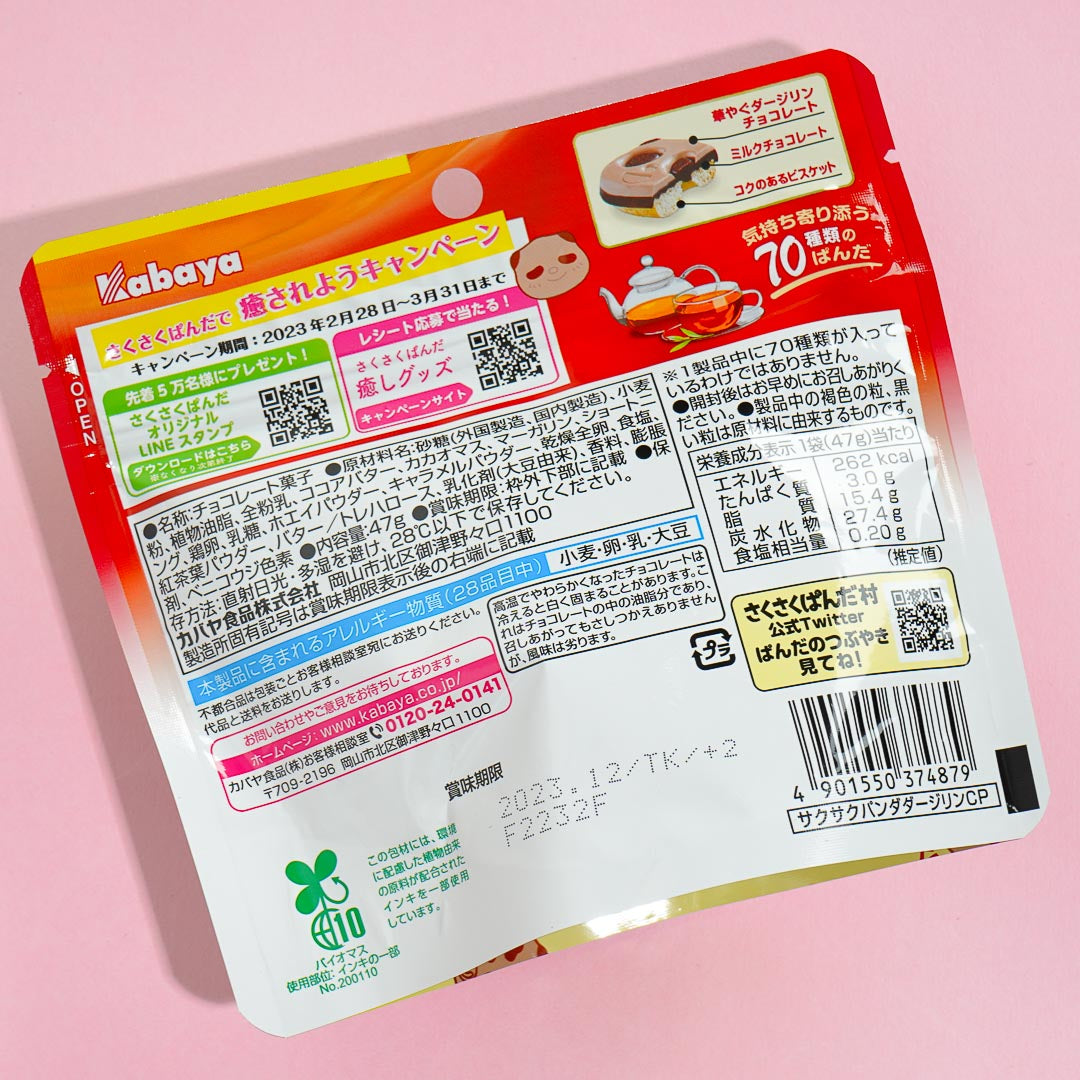 Kabaya
さくさくぱんだで 癒されようキャンペーン
キャンペーン期間：2023年2月28日～3月31日まで
先着5万名様にプレゼント！
さくさくぱんだ
オリジナル
LINEスタンプ
ダウンロードはこちら
※なくなり次第終了
レシート応募で当たる！
さくさくぱんだ
癒しグッズ
キャンペーンサイト
OPEN
華やぐダージリン
チョコレート
ミルクチョコレート
コクのあるビスケット
気持ち寄り添う
70種類の
ぱんだ
※1製品中に70種類が入って
いるわけではありません。
●開封後はお早めにお召しあがりく
ださい。●製品中の褐色の粒、黒
い粒は原材料に由来するものです。
栄養成分表示 1袋(47g)当たり
エネルギー 262 kcal
たんぱく質 3.0 g
脂質 15.4 g
炭水化物 27.4 g
食塩相当量 0.20 g
(推定値)
●名称:チョコレート菓子 ●原材料名:砂糖(外国製造、国内製造)、小麦
粉、植物油脂、全粉乳、ココアバター、カカオマス、マーガリン、ショートニ
ング、鶏卵、乳糖、ホエイパウダー、キャラメルパウダー、乾燥全卵、食塩、
紅茶葉パウダー、バター／トレハロース、乳化剤(大豆由来)、香料、膨脹
剤、ベニコウジ色素 ●内容量:47g ●賞味期限:枠外下部に記載 ●保
存方法:直射日光・多湿を避け、28℃以下で保存してください。
カバヤ食品株式会社 岡山市北区御津野々口1100
製造所固有記号は賞味期限表示後の右端に記載
本製品に含まれるアレルギー物質(28品目中)
小麦・卵・乳・大豆
不都合品は包装ごとお客様相談室宛にお送りください。
代品と送料をお送りします。
高温でやわらかくなったチョコレートは
冷えると白く固まることがあります。こ
れはチョコレートの中の油脂分であり、
召しあがってもさしつかえありません
が、風味は劣ります。
プラ
お問い合わせやご意見をお待ちしております。
ホームページ:www.kabaya.co.jp/
カバヤ食品(株)お客様相談室 0120-24-0141
〒709-2196 岡山市北区御津野々口1100
さくさくぱんだ村
公式Twitter
ぱんだのつぶやき
見てね！
4 901550 374879
サクサクパンダダージリンCP
賞味期限
2023.12/TK/+2
F2232F
10
バイオマス
使用部位：インキの一部
No.200110
この包材には、環境
に配慮した植物由来
の原料が配合された
インキを一部使用
しています。